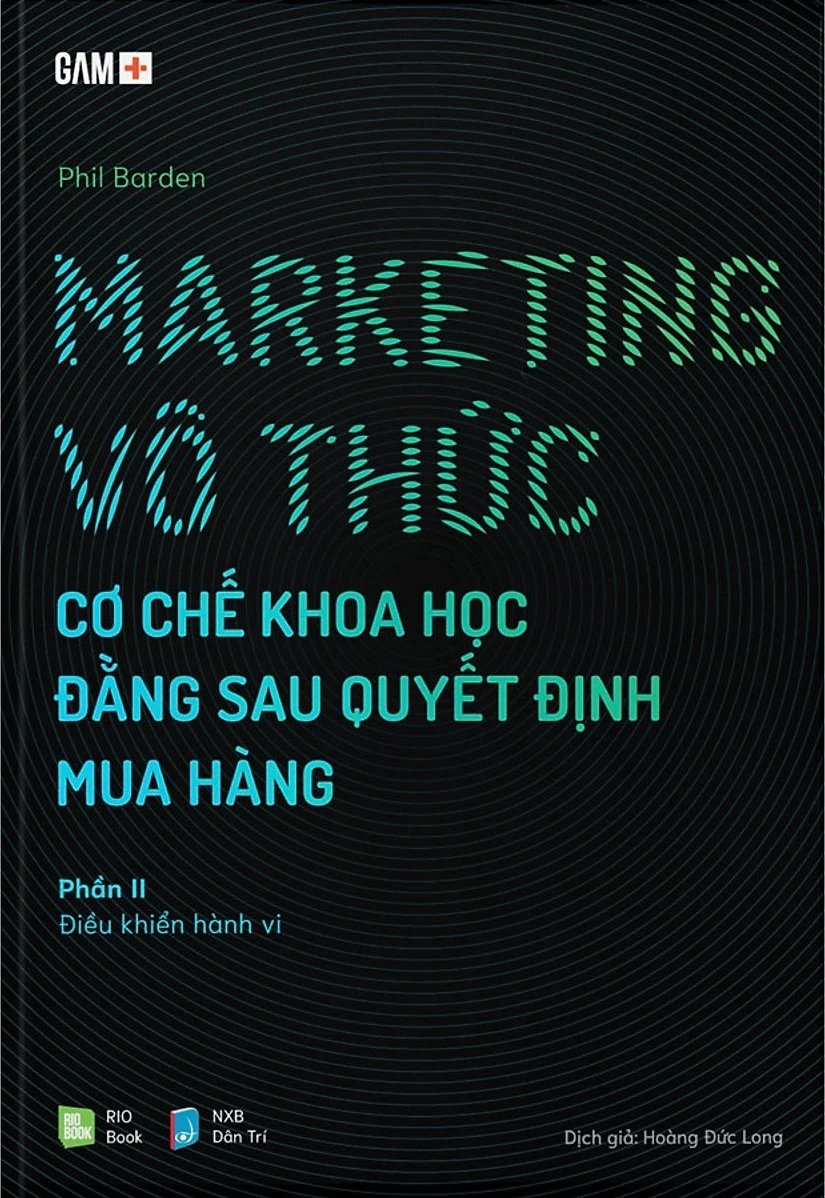 GAM+
Phil Barden
MARKETING
VÔ THỨC
CƠ CHẾ KHOA HỌC
ĐẰNG SAU QUYẾT ĐỊNH
MUA HÀNG
Phần II
Điều khiển hành vi
RIO BOOK
RIO
Book
NXB
Dân Trí
Dịch giả: Hoàng Đức Long